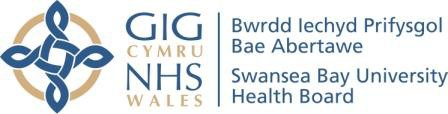 GIG
CYMRU
NHS
WALES
Bwrdd Iechyd Prifysgol
Bae Abertawe
Swansea Bay University
Health Board